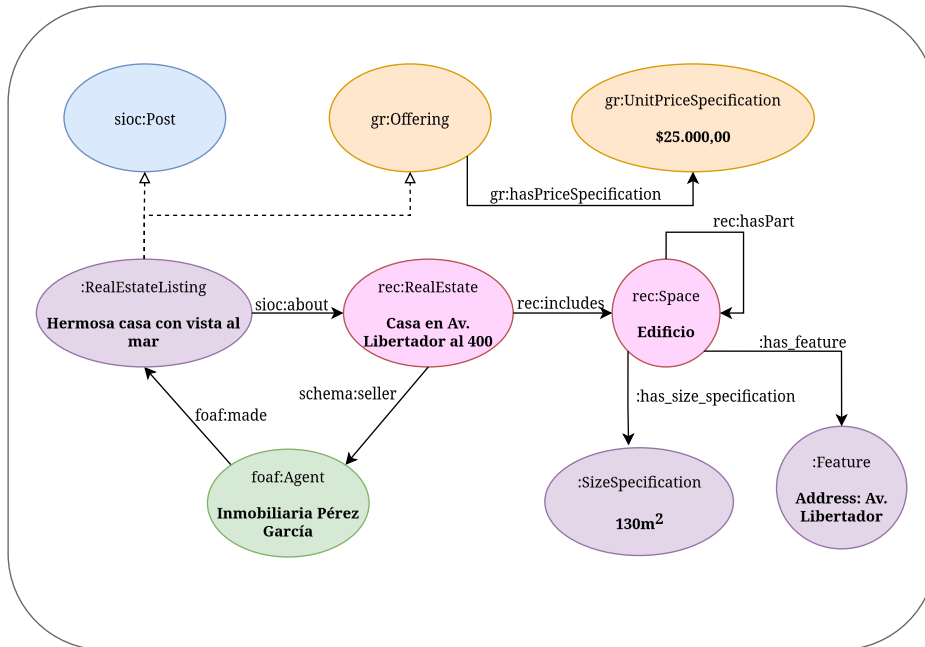 sioc:Post
gr:Offering
gr:UnitPriceSpecification
$25.000,00
gr:hasPriceSpecification
rec:hasPart
:RealEstateListing
Hermosa casa con vista al
mar
sioc:about
rec:RealEstate
Casa en Av.
Libertador al 400
rec:includes
rec:Space
Edificio
:has_feature
schema:seller
:has_size_specification
foaf:made
foaf:Agent
Inmobiliaria Pérez
García
:SizeSpecification
130m²
:Feature
Address: Av.
Libertador